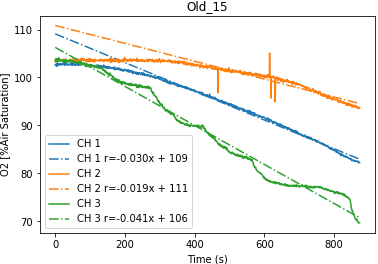 Old_15
O2 [%Air Saturation]
110
100
90
80
70
CH 1
CH 1 r=-0.030x + 109
CH 2
CH 2 r=-0.019x + 111
CH 3
CH 3 r=-0.041x + 106
0 200 400 600 800
Time (s)